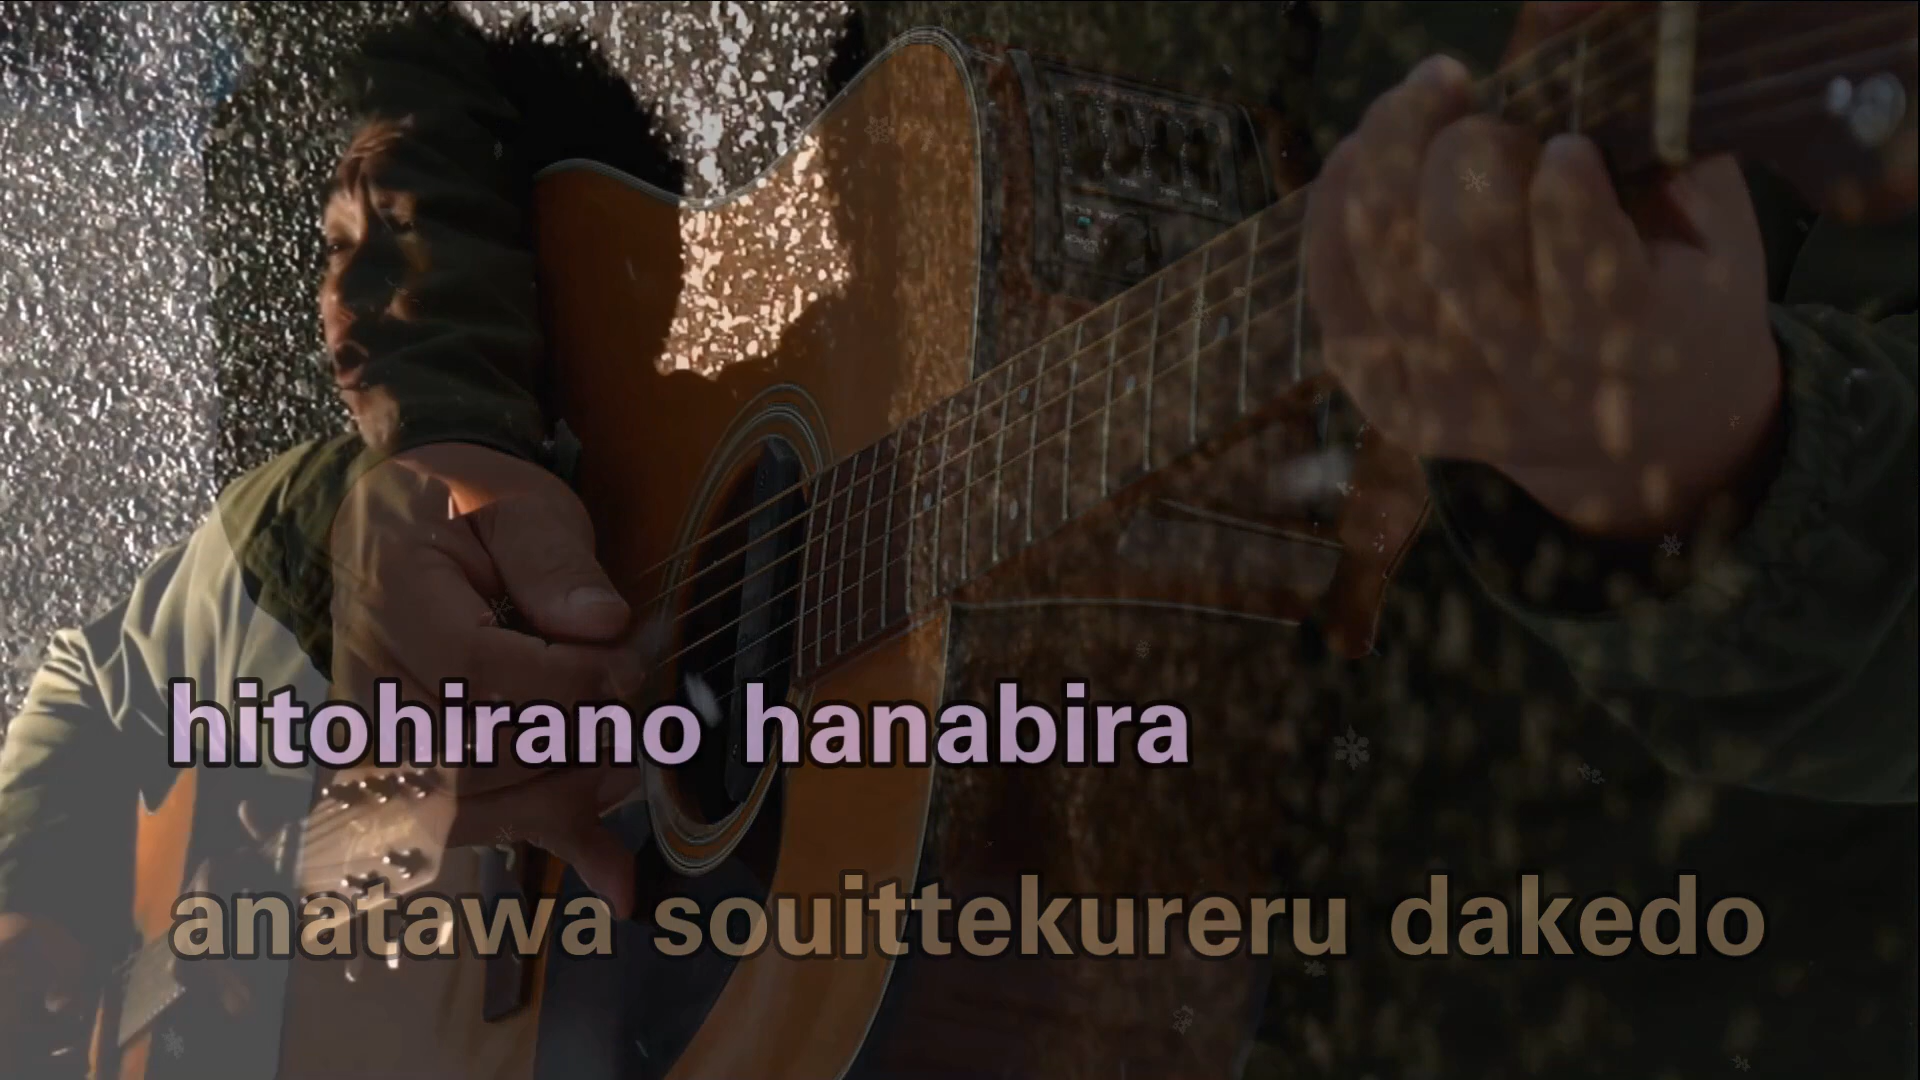 hitohirano hanabira
anatawa souittekureru dakedo